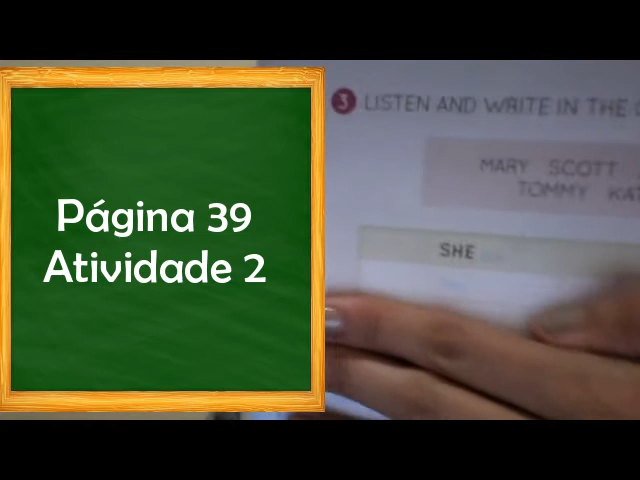 Página 39
Atividade 2
3 LISTEN AND WRITE IN THE
MARY SCOTT
TOMMY
SHE